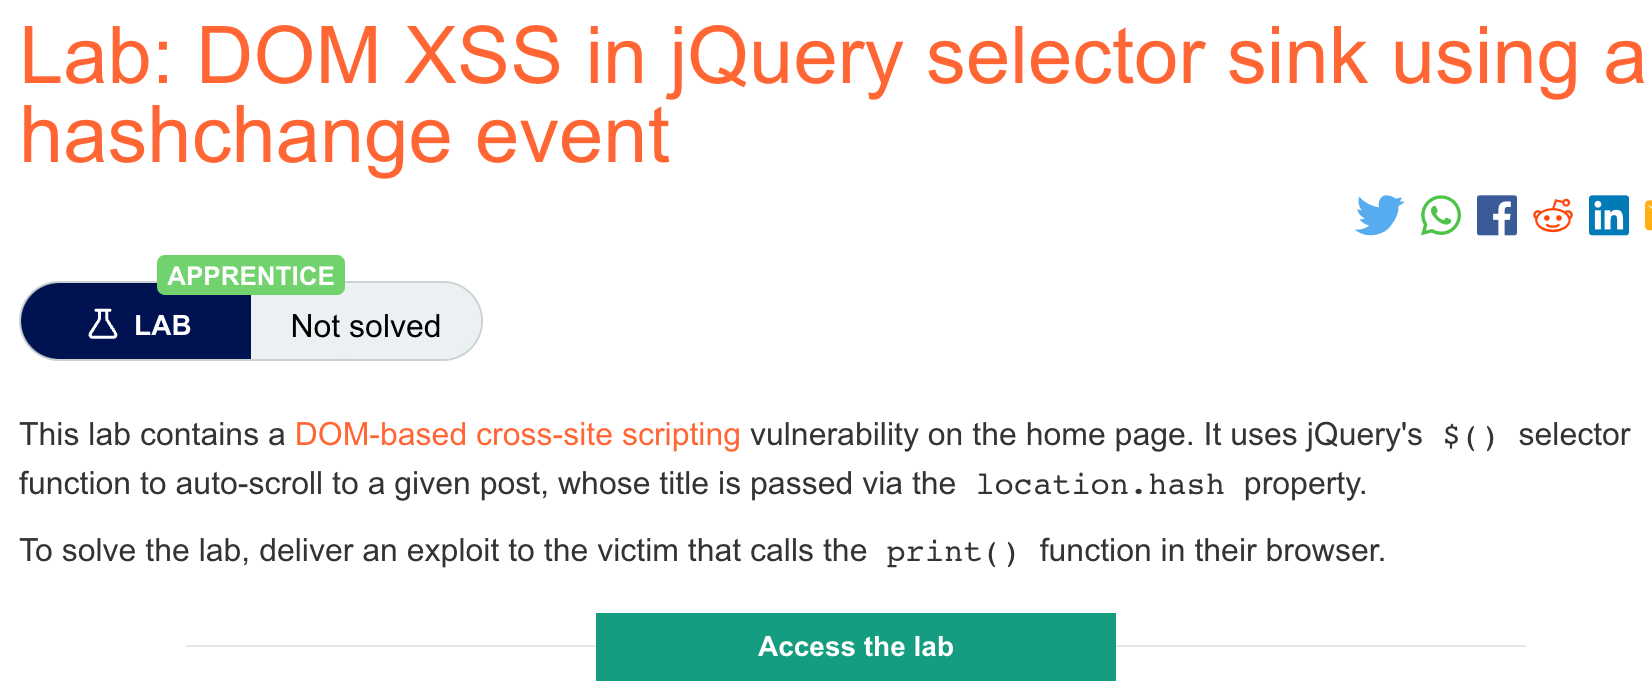 Lab: DOM XSS in jQuery selector sink using a
hashchange event
APPRENTICE
LAB
Not solved
This lab contains a DOM-based cross-site scripting vulnerability on the home page. It uses jQuery's $() selector
function to auto-scroll to a given post, whose title is passed via the location.hash property.
To solve the lab, deliver an exploit to the victim that calls the print() function in their browser.
Access the lab